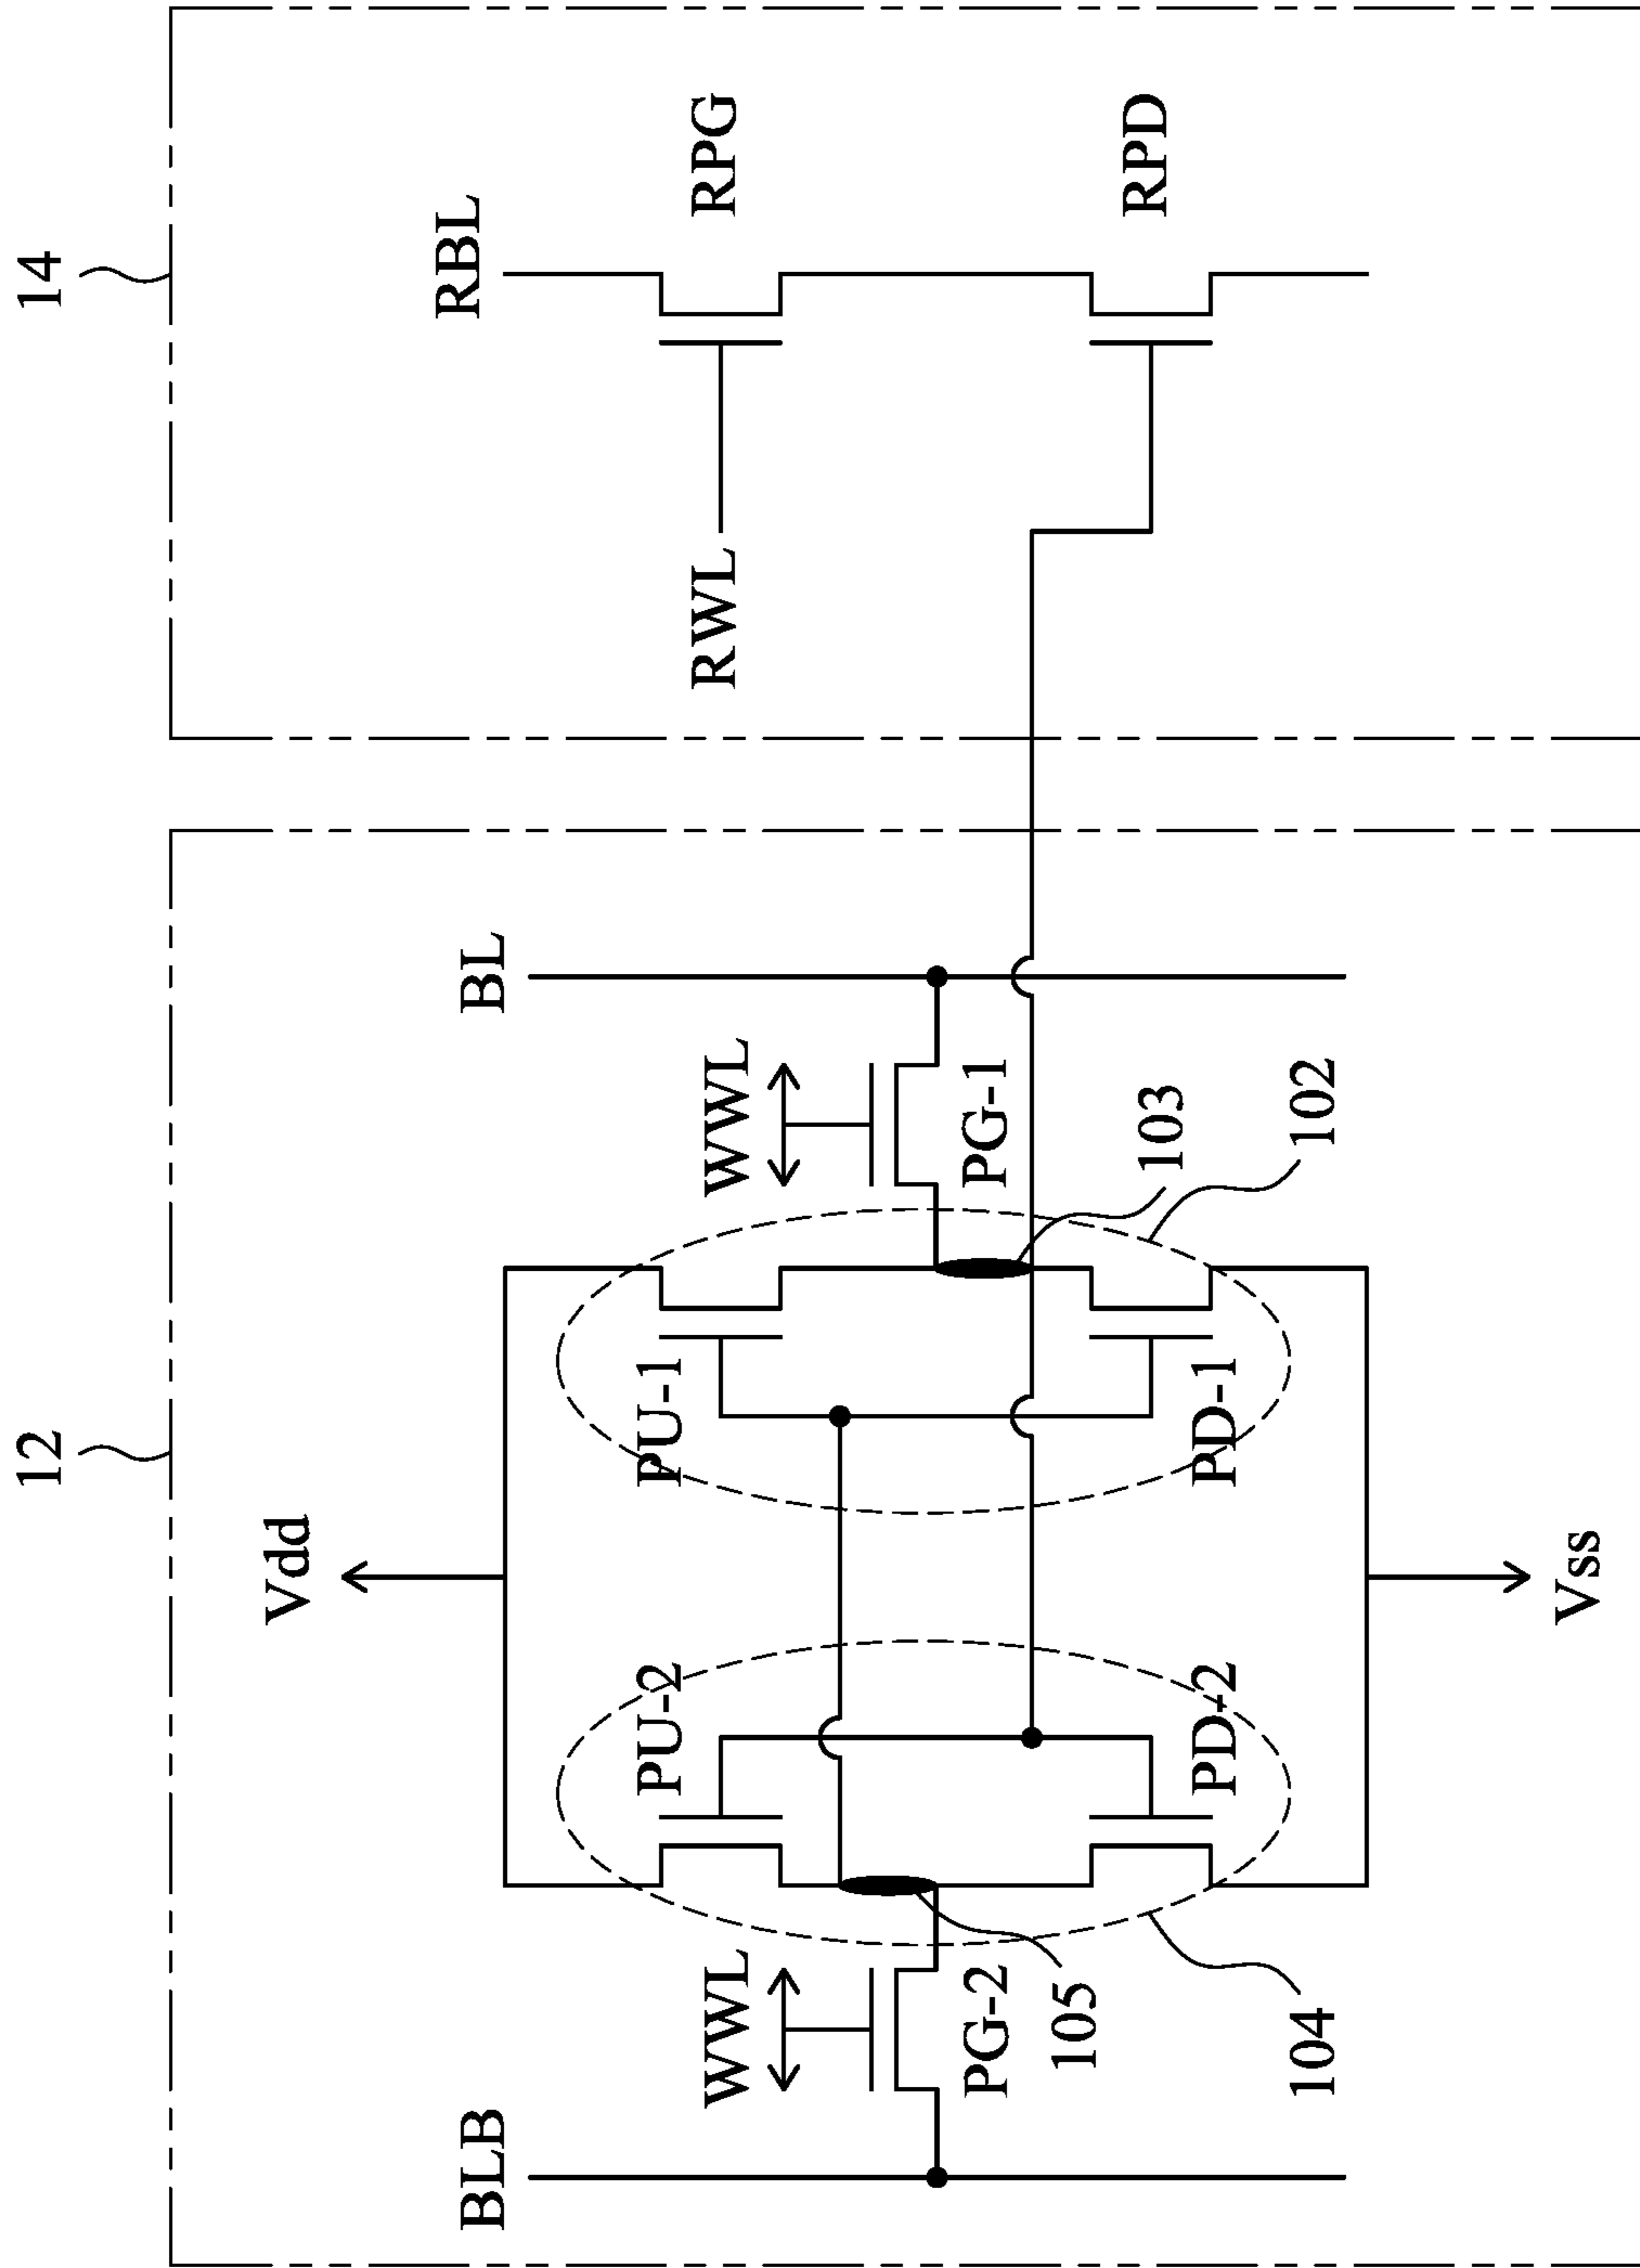 12
14
Vdd
BLB
BL
RBL
PU-2
PU-1
WWL
WWL
RWL
RPG
PG-2
PG-1
105
103
PD-2
PD-1
RPD
104
102
Vss